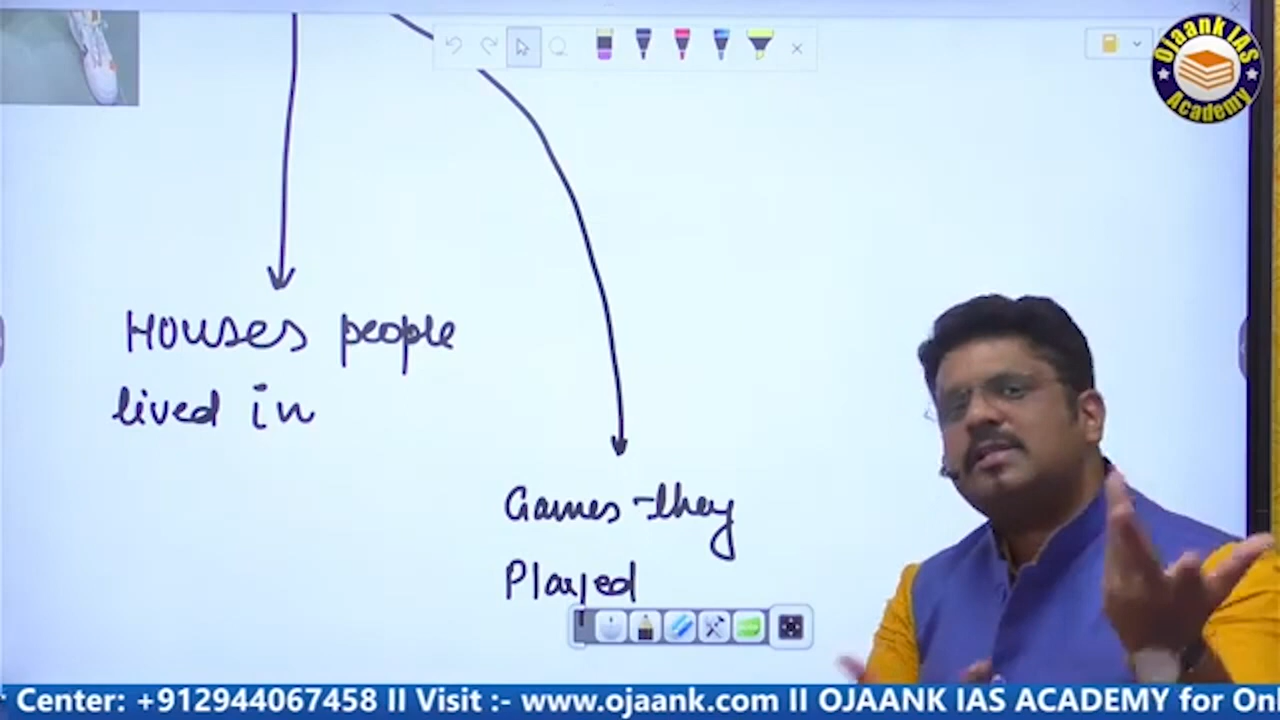 Ojaank IAS
Academy
Houses people
lived in
Games they
Played
Center: +912944067458 II Visit :- www.ojaank.com II OJAANK IAS ACADEMY for Onl